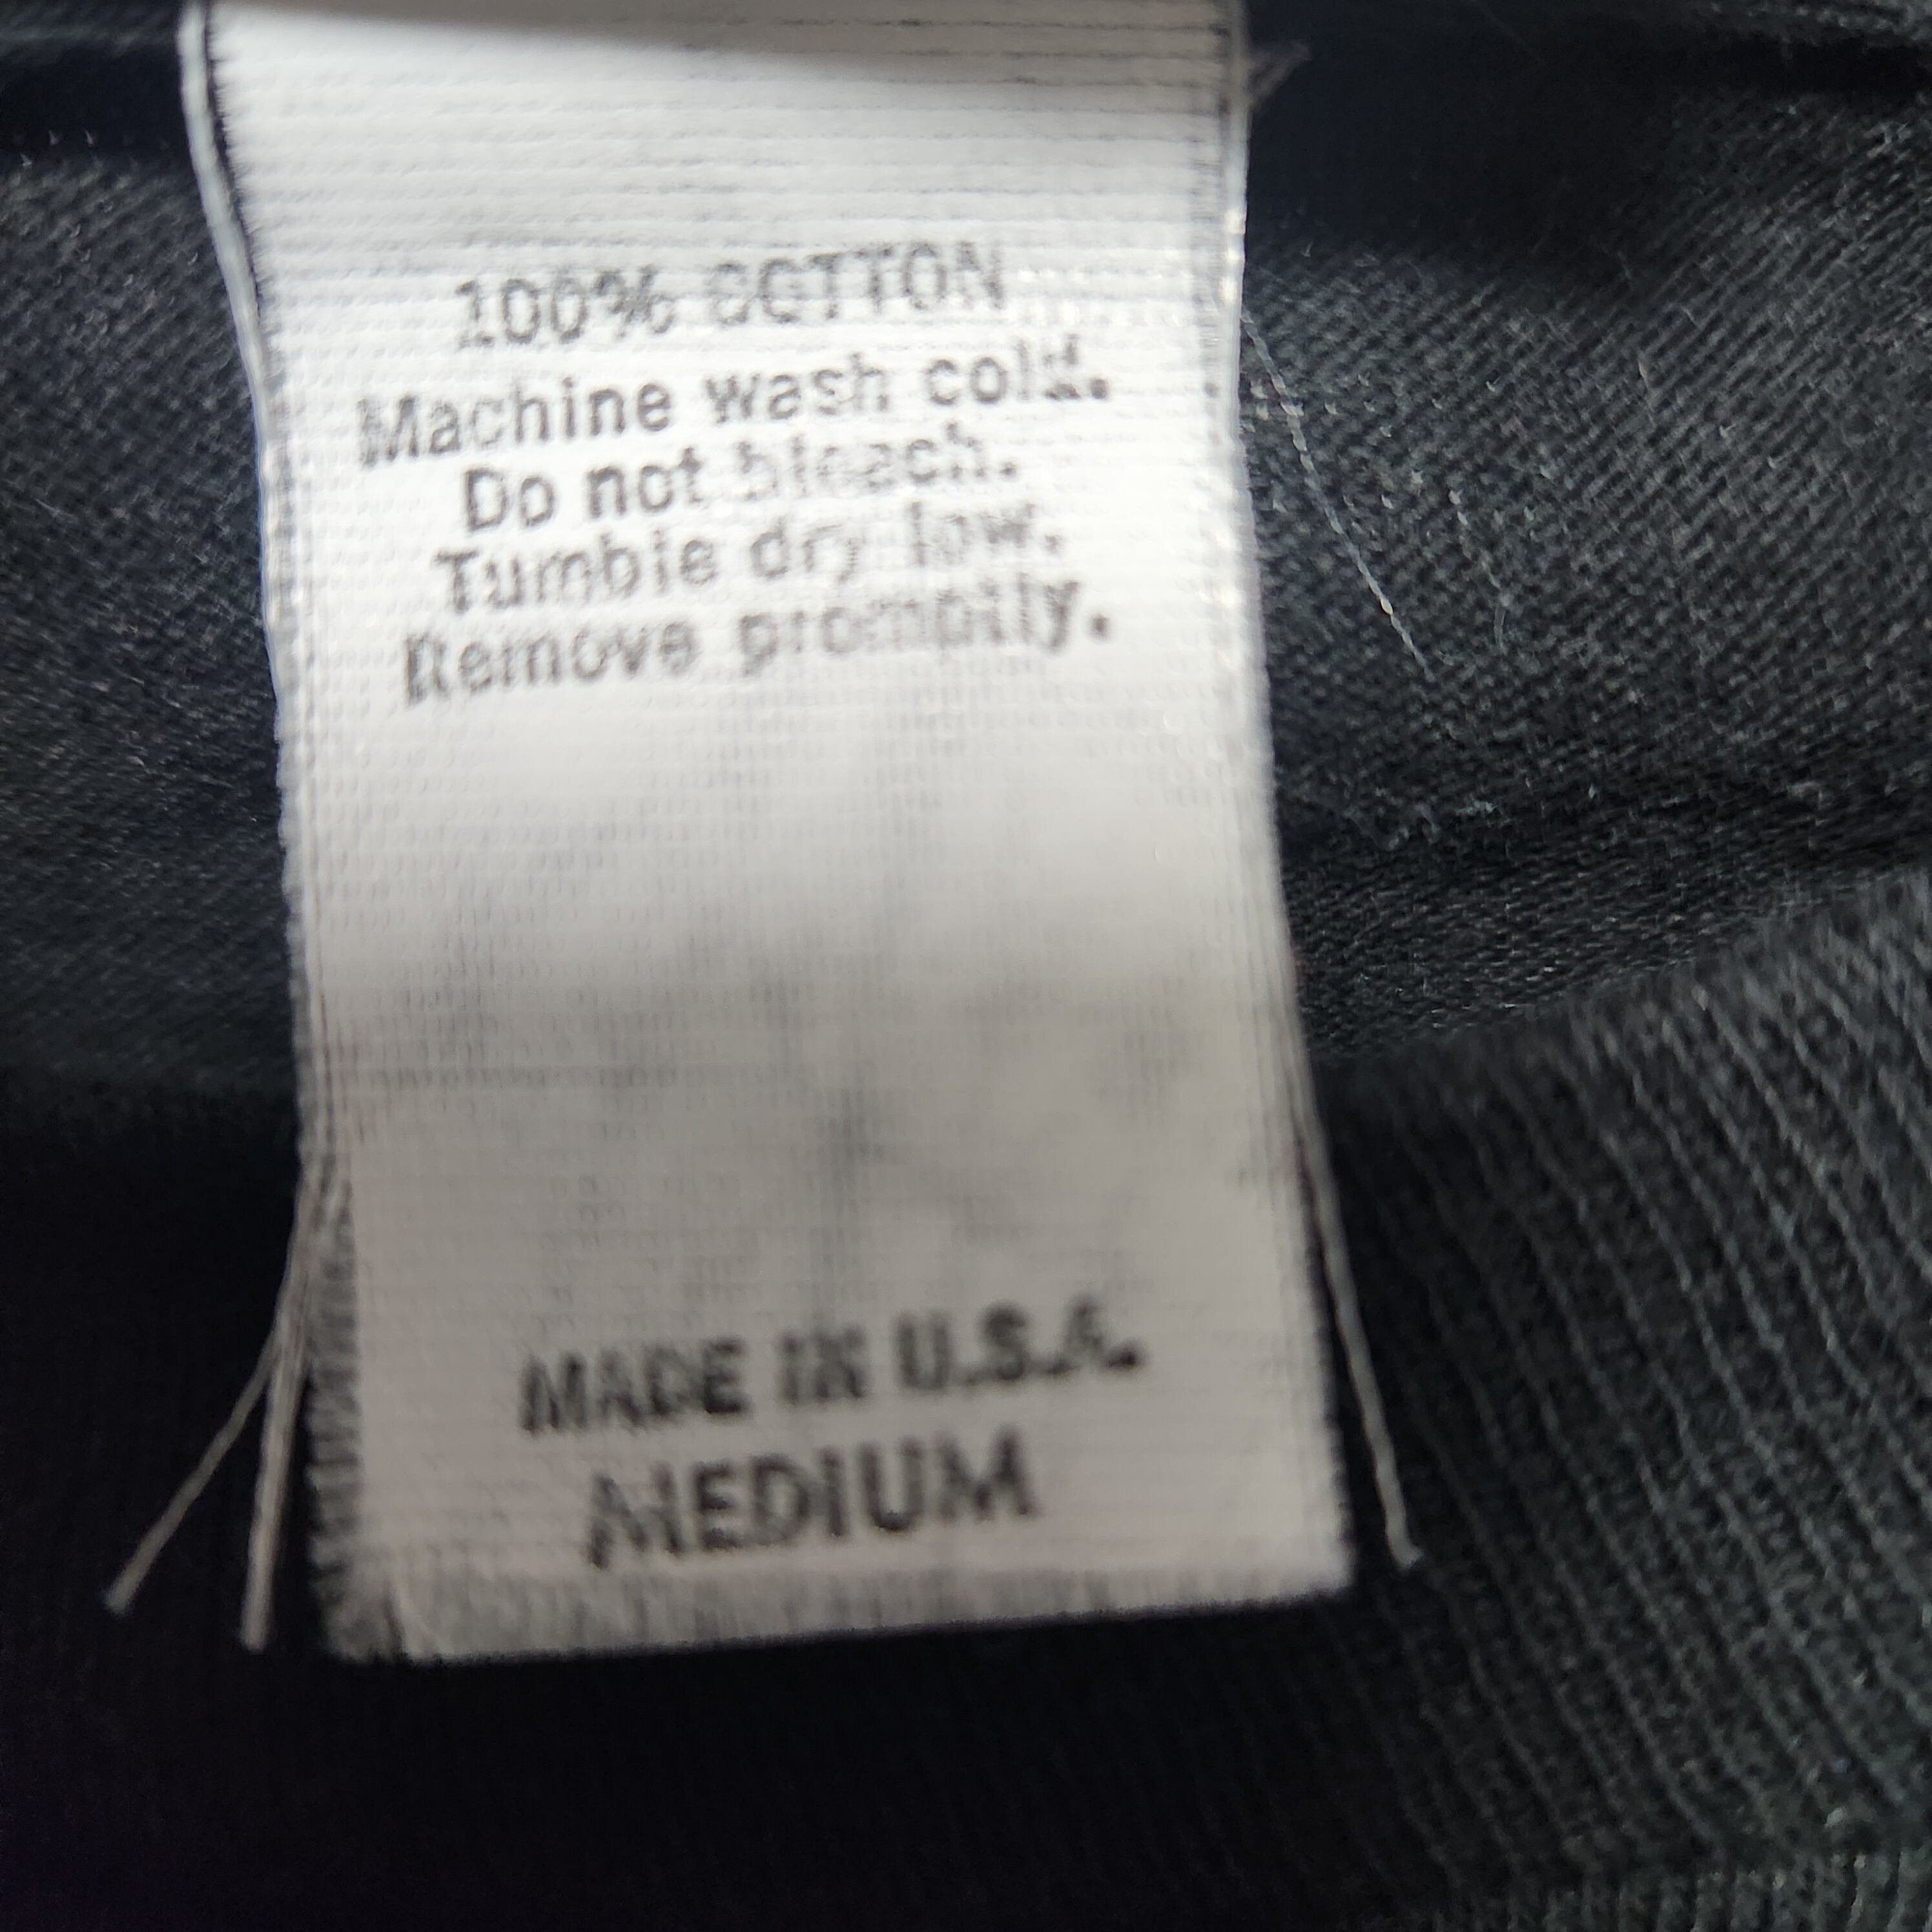 100% COTTON
Machine wash cold.
Do not bleach.
Tumble dry low.
Remove promptly.
MADE IN U.S.A.
MEDIUM